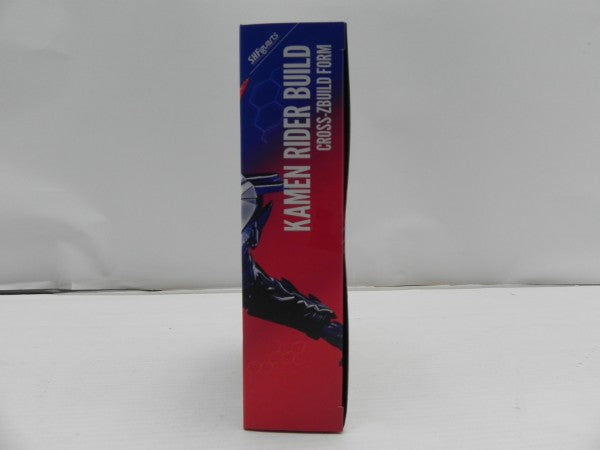 S.H.Figuarts
KAMEN RIDER BUILD
CROSS-ZBUILD FORM